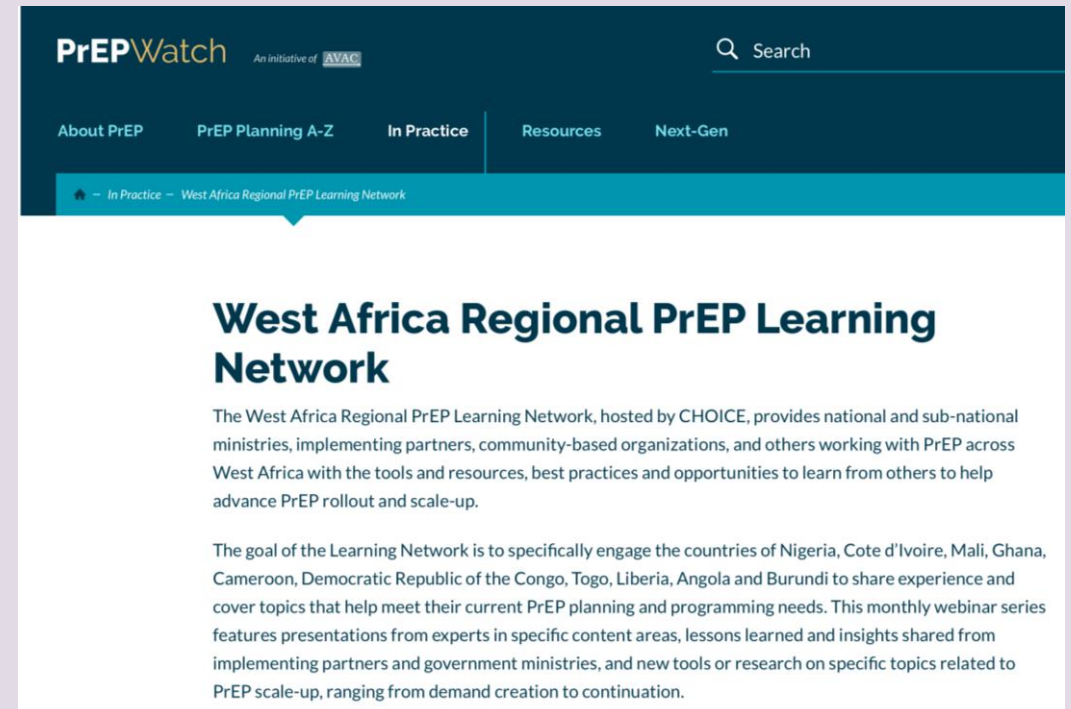 PrEPWatch An initiative of AVAC
Search
About PrEP PrEP Planning A-Z In Practice Resources Next-Gen
– In Practice – West Africa Regional PrEP Learning Network
West Africa Regional PrEP Learning
Network
The West Africa Regional PrEP Learning Network, hosted by CHOICE, provides national and sub-national
ministries, implementing partners, community-based organizations, and others working with PrEP across
West Africa with the tools and resources, best practices and opportunities to learn from others to help
advance PrEP rollout and scale-up.
The goal of the Learning Network is to specifically engage the countries of Nigeria, Cote d'Ivoire, Mali, Ghana,
Cameroon, Democratic Republic of the Congo, Togo, Liberia, Angola and Burundi to share experience and
cover topics that help meet their current PrEP planning and programming needs. This monthly webinar series
features presentations from experts in specific content areas, lessons learned and insights shared from
implementing partners and government ministries, and new tools or research on specific topics related to
PrEP scale-up, ranging from demand creation to continuation.